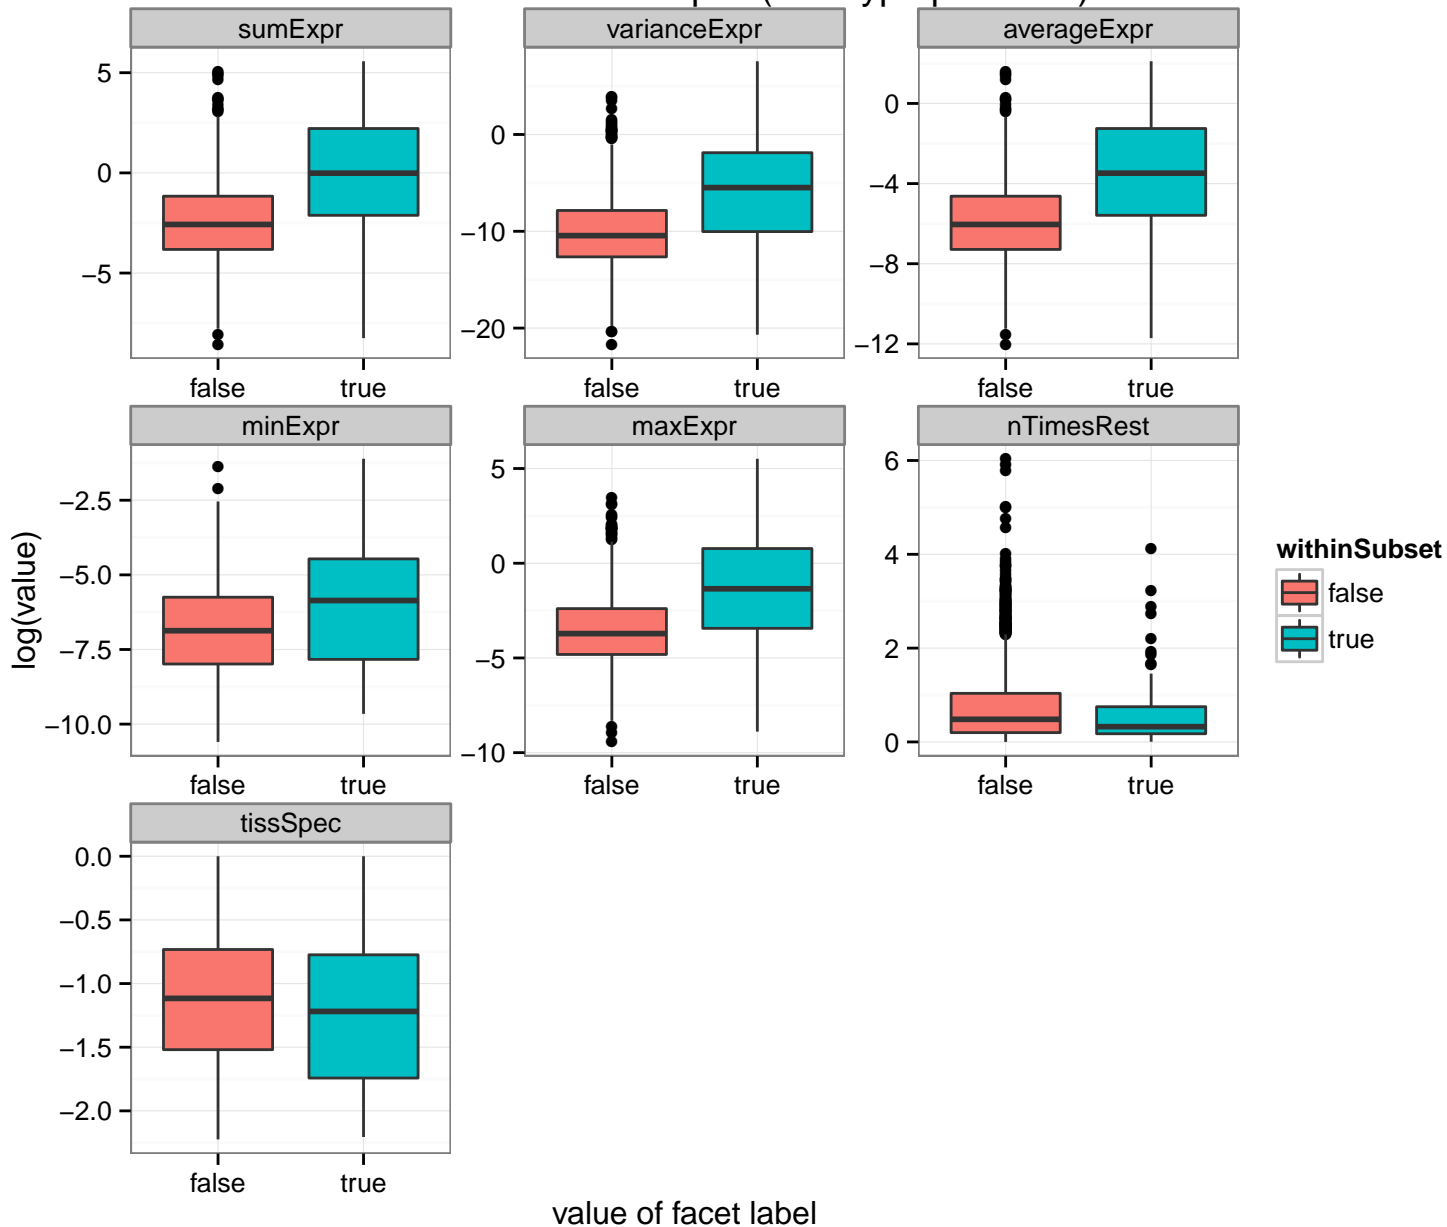 sumExpr
varianceExpr
averageExpr
5
0
−5
0
−10
−20
0
−4
−8
−12
false
true
false
true
false
true
minExpr
maxExpr
nTimesRest
−2.5
−5.0
−7.5
−10.0
5
0
−5
−10
6
4
2
0
false
true
false
true
false
true
tissSpec
0.0
−0.5
−1.0
−1.5
−2.0
false
true
log(value)
value of facet label
withinSubset
false
true